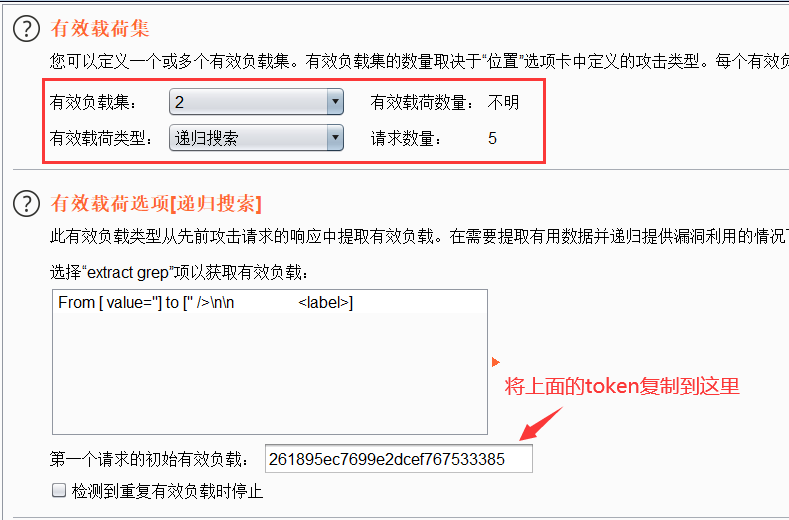 有效载荷集
您可以定义一个或多个有效负载集。有效负载集的数量取决于“位置”选项卡中定义的攻击类型。每个有效负
有效负载集： 2 有效载荷数量： 不明
有效载荷类型： 递归搜索 请求数量： 5
有效载荷选项[递归搜索]
此有效负载类型从先前攻击请求的响应中提取有效负载。在需要提取有用数据并递归提供漏洞利用的情况
选择“extract grep”项以获取有效负载：
From [ value='] to [' />\n\n <label>]
将上面的token复制到这里
第一个请求的初始有效负载： 261895ec7699e2dcef767533385
检测到重复有效负载时停止